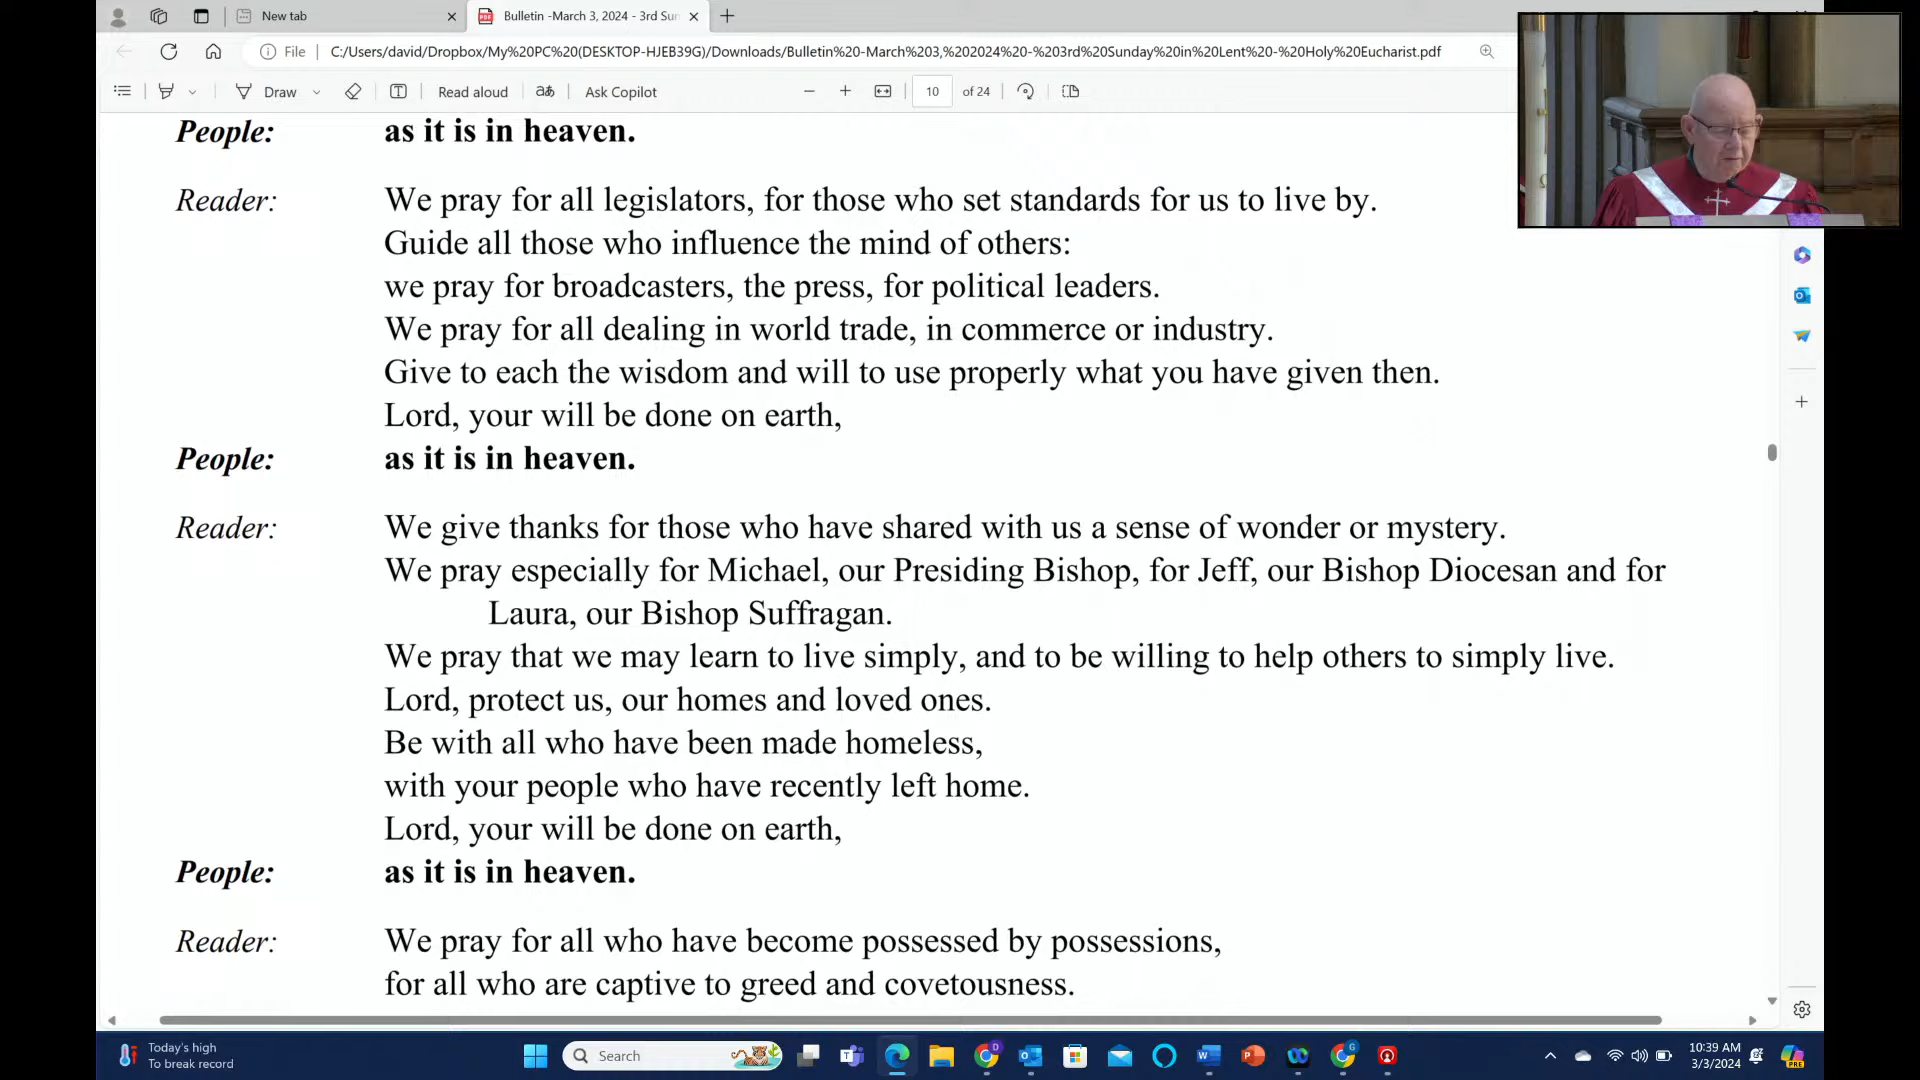 New tab
Bulletin -March 3, 2024 - 3rd Sun
File
C:/Users/david/Dropbox/My%20PC%20(DESKTOP-HJEB39G)/Downloads/Bulletin%20-March%203,%202024%20-%203rd%20Sunday%20in%20Lent%20-%20Holy%20Eucharist.pdf
Draw
Read aloud
Ask Copilot
10 of 24
People: as it is in heaven.
Reader: We pray for all legislators, for those who set standards for us to live by.
Guide all those who influence the mind of others:
we pray for broadcasters, the press, for political leaders.
We pray for all dealing in world trade, in commerce or industry.
Give to each the wisdom and will to use properly what you have given then.
Lord, your will be done on earth,
People: as it is in heaven.
Reader: We give thanks for those who have shared with us a sense of wonder or mystery.
We pray especially for Michael, our Presiding Bishop, for Jeff, our Bishop Diocesan and for
Laura, our Bishop Suffragan.
We pray that we may learn to live simply, and to be willing to help others to simply live.
Lord, protect us, our homes and loved ones.
Be with all who have been made homeless,
with your people who have recently left home.
Lord, your will be done on earth,
People: as it is in heaven.
Reader: We pray for all who have become possessed by possessions,
for all who are captive to greed and covetousness.
Today's high
To break record
Search
10:39 AM
3/3/2024